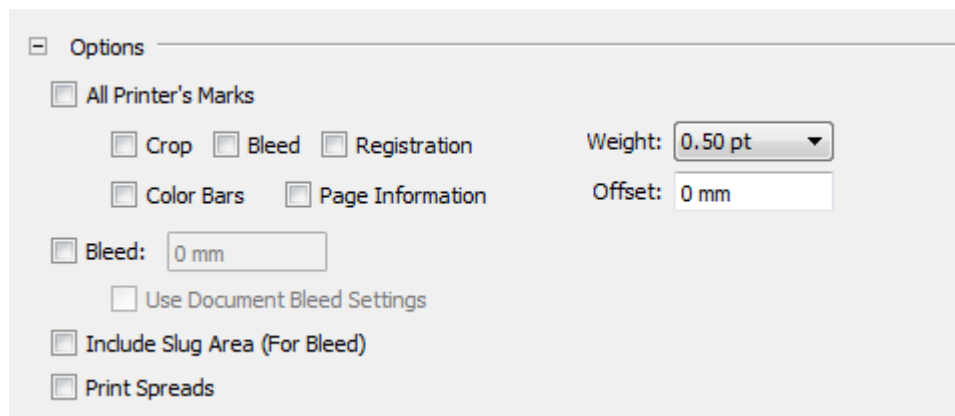 Options
All Printer's Marks
Crop Bleed Registration Weight: 0.50 pt
Color Bars Page Information Offset: 0 mm
Bleed: 0 mm
Use Document Bleed Settings
Include Slug Area (For Bleed)
Print Spreads